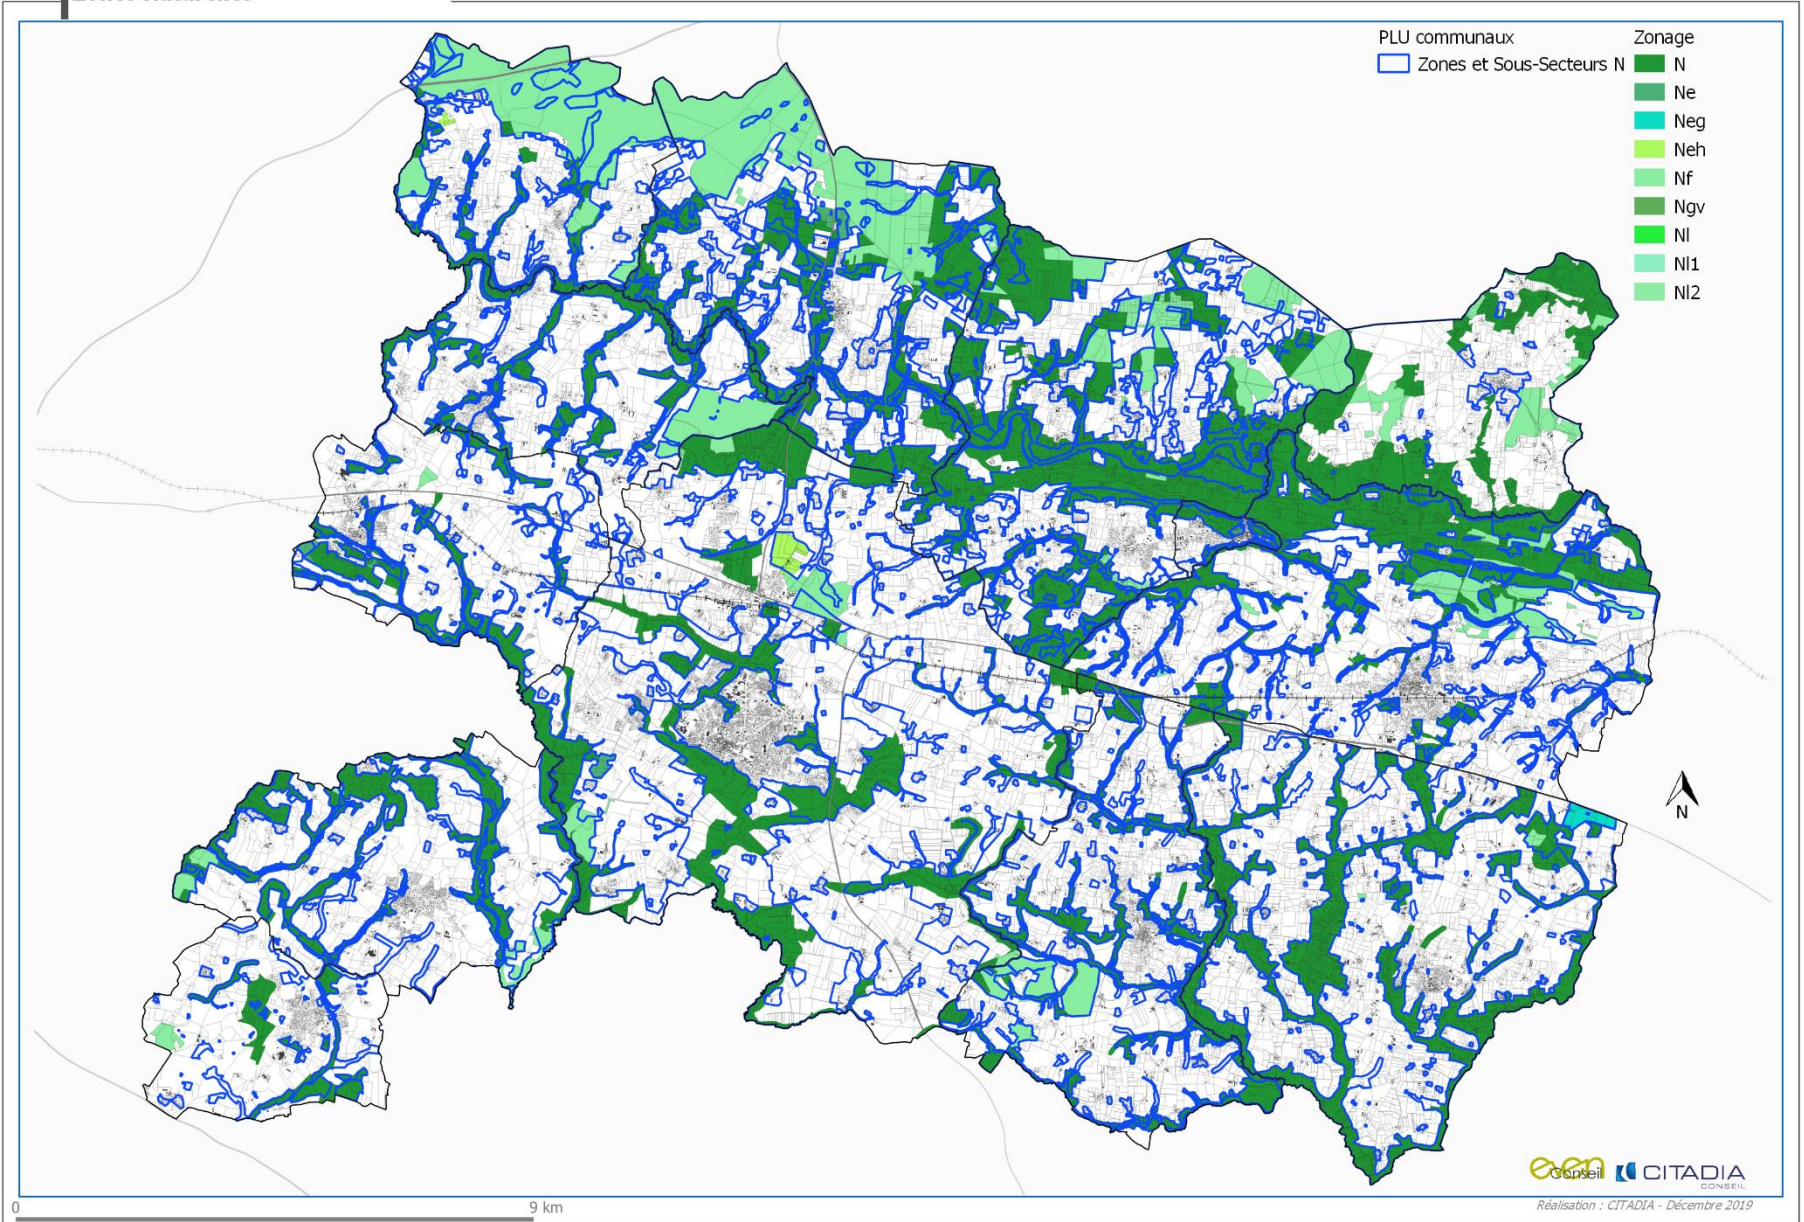 PLU communaux
Zones et Sous-Secteurs N
Zonage
N
Ne
Neg
Neh
Nf
Ngv
Nl
Nl1
Nl2
N
even Conseil
CITADIA
CONSEIL
0 9 km
Réalisation : CITADIA - Décembre 2019